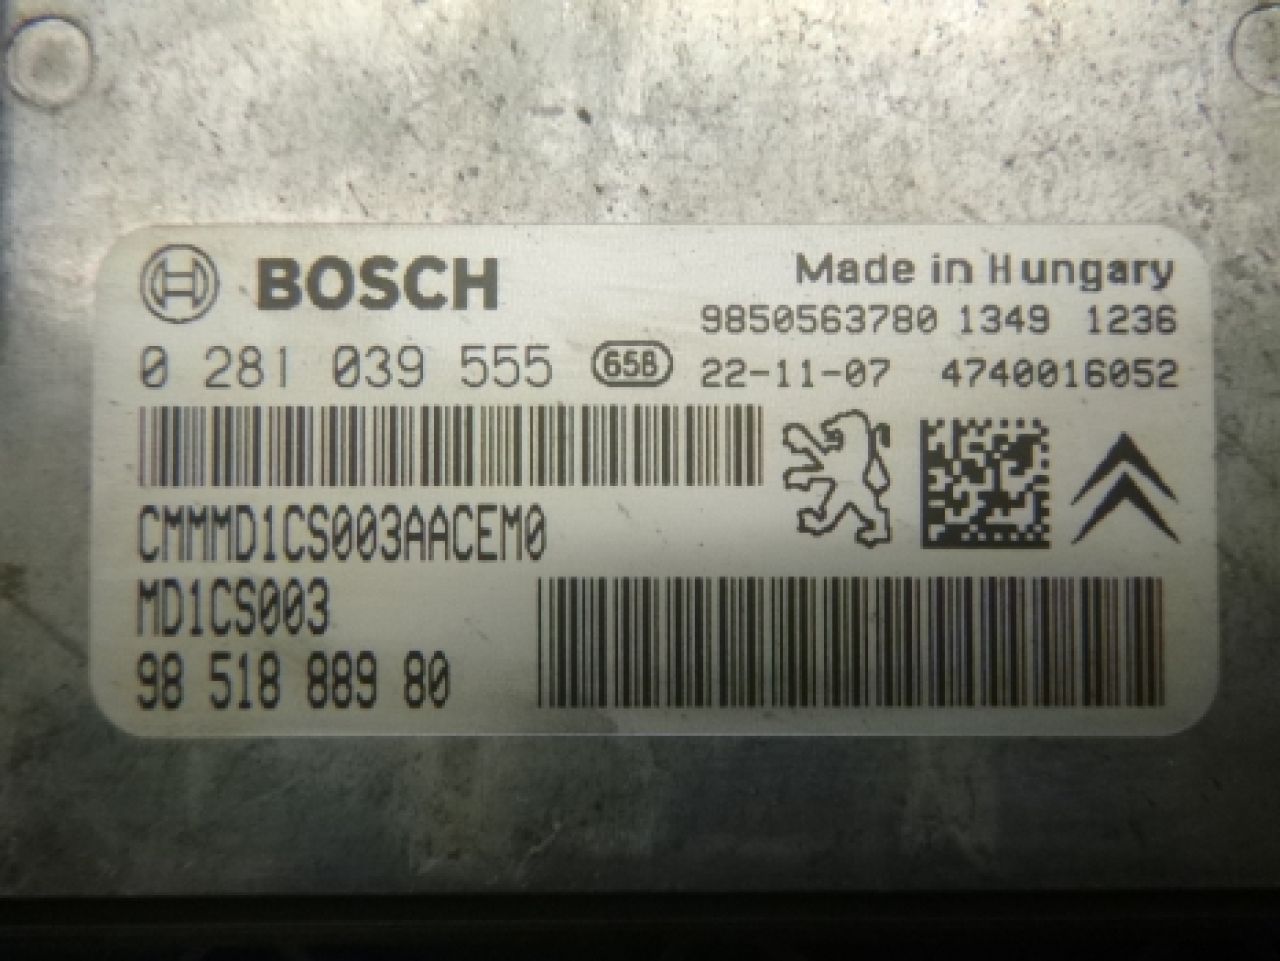 BOSCH
Made in Hungary
9850563780 1349 1236
0 281 039 555 65B 22-11-07 4740016052
CMMMD1CS003AACEM0
MD1CS003
98 518 889 80